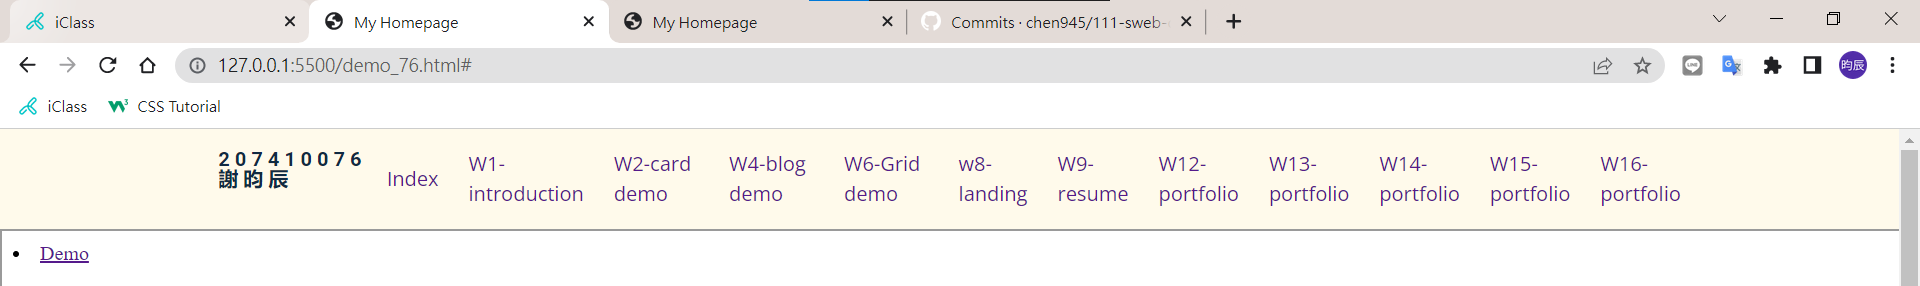 iClass
My Homepage
My Homepage
Commits · chen945/111-sweb-
127.0.0.1:5500/demo_76.html#
昀辰
iClass
CSS Tutorial
207410076
謝昀辰
Index
W1-
introduction
W2-card
demo
W4-blog
demo
W6-Grid
demo
w8-
landing
W9-
resume
W12-
portfolio
W13-
portfolio
W14-
portfolio
W15-
portfolio
W16-
portfolio
Demo